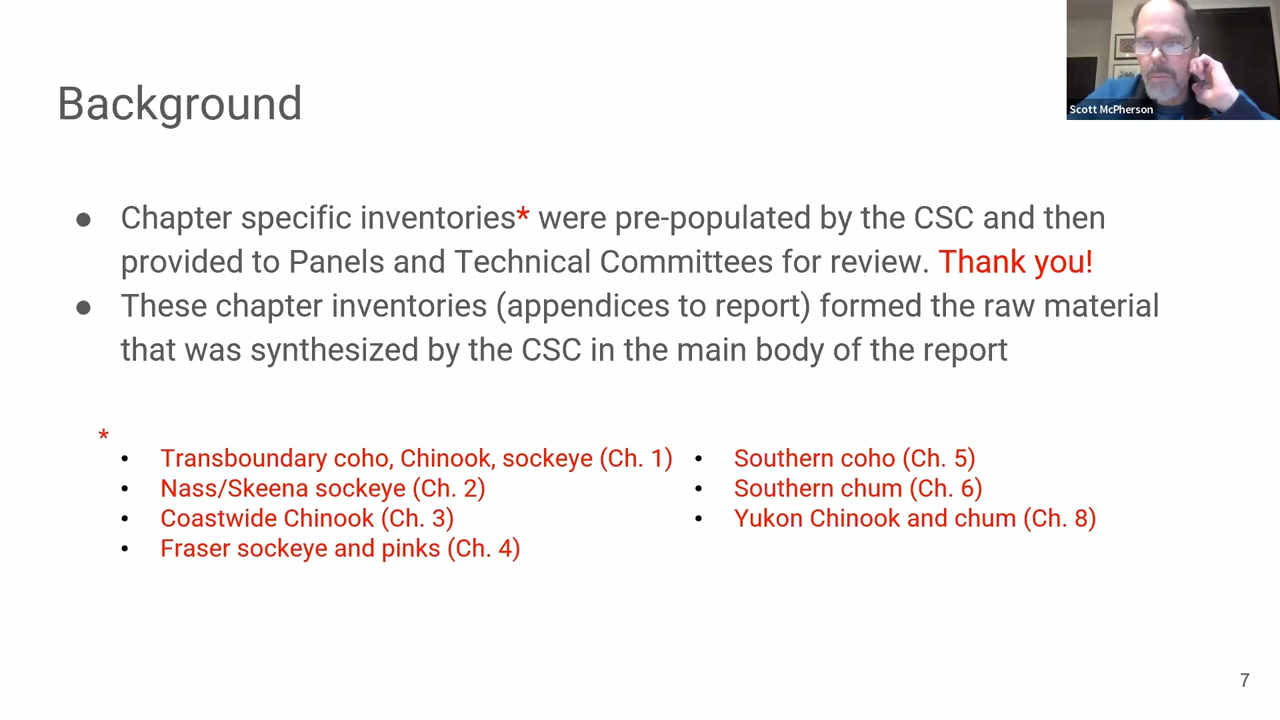 Background
Scott McPherson
● Chapter specific inventories* were pre-populated by the CSC and then
provided to Panels and Technical Committees for review. Thank you!
● These chapter inventories (appendices to report) formed the raw material
that was synthesized by the CSC in the main body of the report
*
• Transboundary coho, Chinook, sockeye (Ch. 1)
• Nass/Skeena sockeye (Ch. 2)
• Coastwide Chinook (Ch. 3)
• Fraser sockeye and pinks (Ch. 4)
• Southern coho (Ch. 5)
• Southern chum (Ch. 6)
• Yukon Chinook and chum (Ch. 8)
7